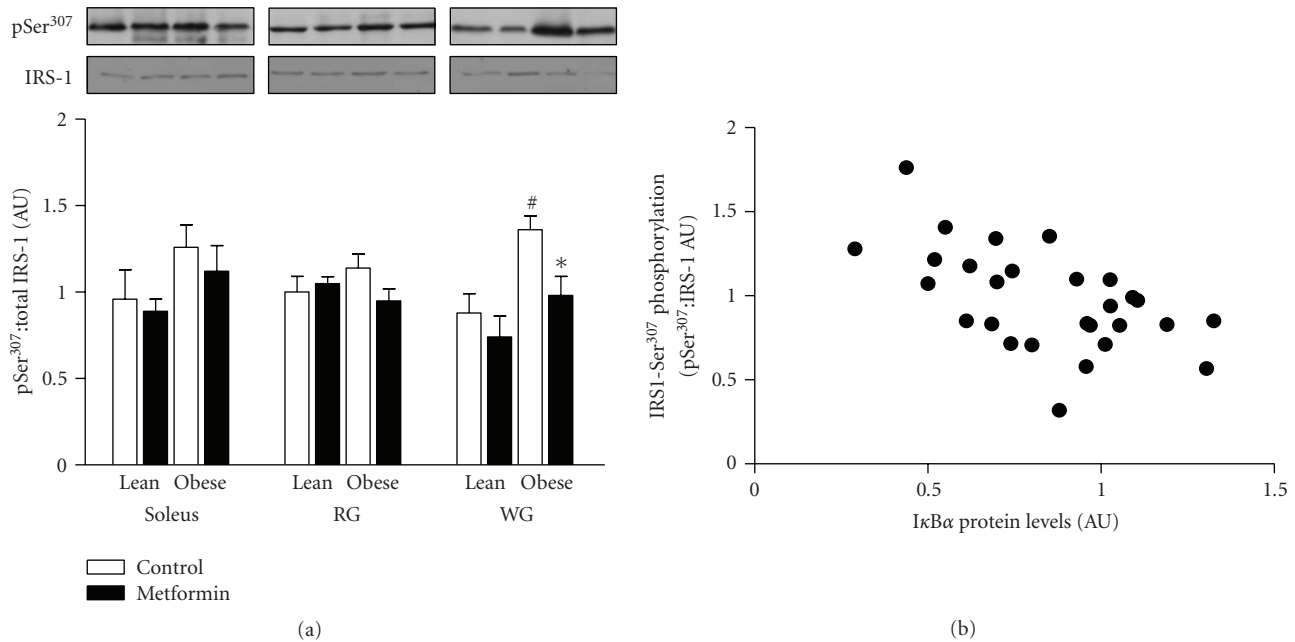 pSer307
IRS-1
2
1.5
1
0.5
0
pSer307:total IRS-1 (AU)
#
*
Lean Obese
Lean Obese
Lean Obese
Soleus
RG
WG
Control
Metformin
(a)
2
1.5
1
0.5
0
IRS1-Ser307 phosphorylation
(pSer307:IRS-1 AU)
0
0.5
1
1.5
IκBα protein levels (AU)
(b)